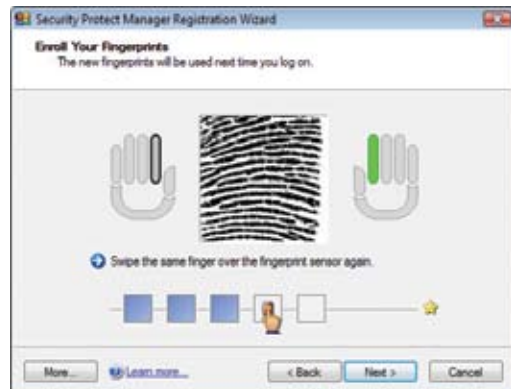 Security Protect Manager Registration Wizard
Enroll Your Fingerprints
The new fingerprints will be used next time you log on.
Swipe the same finger over the fingerprint sensor again.
More... Learn more... < Back Next > Cancel